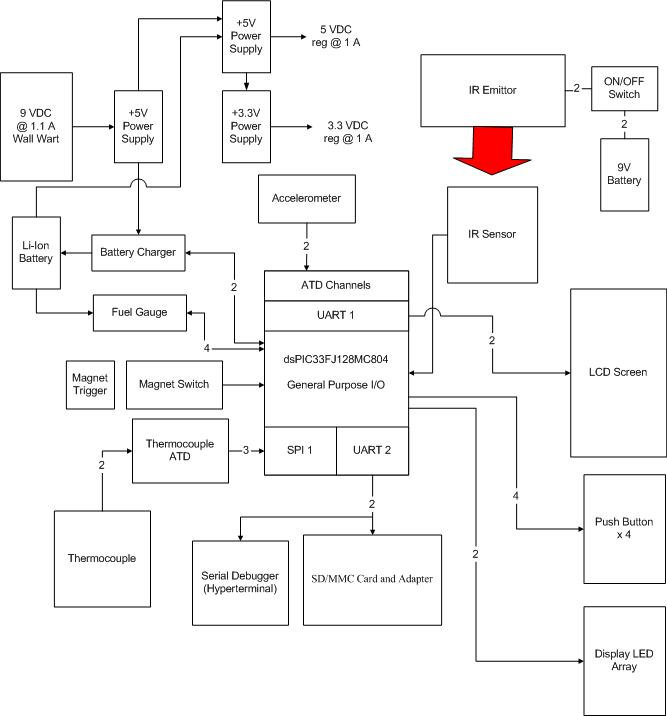 +5V
Power
Supply
5 VDC
reg @ 1 A
9 VDC
@ 1.1 A
Wall Wart
+5V
Power
Supply
+3.3V
Power
Supply
3.3 VDC
reg @ 1 A
IR Emittor
2
ON/OFF
Switch
2
9V
Battery
Accelerometer
2
IR Sensor
Li-Ion
Battery
Battery Charger
2
Fuel Gauge
4
ATD Channels
UART 1
dsPIC33FJ128MC804
General Purpose I/O
SPI 1
UART 2
2
LCD Screen
Magnet
Trigger
Magnet Switch
Thermocouple
ATD
3
2
Thermocouple
2
Serial Debugger
(Hyperterminal)
SD/MMC Card and Adapter
4
Push Button
x 4
2
Display LED
Array